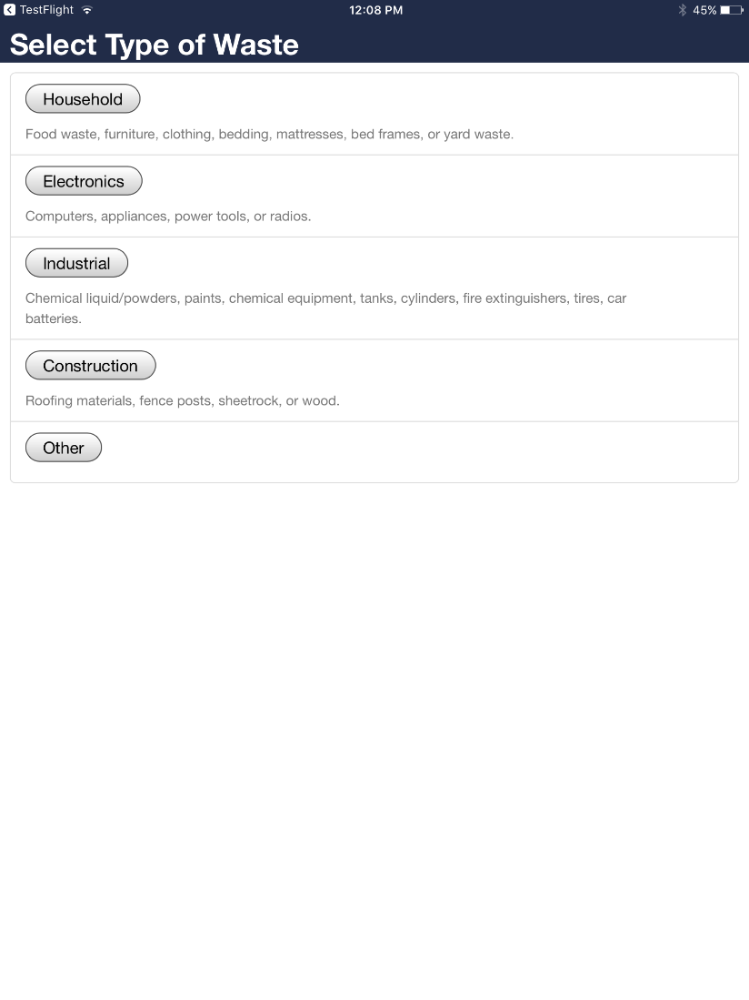 TestFlight 12:08 PM 45%
Select Type of Waste
Household
Food waste, furniture, clothing, bedding, mattresses, bed frames, or yard waste.
Electronics
Computers, appliances, power tools, or radios.
Industrial
Chemical liquid/powders, paints, chemical equipment, tanks, cylinders, fire extinguishers, tires, car
batteries.
Construction
Roofing materials, fence posts, sheetrock, or wood.
Other